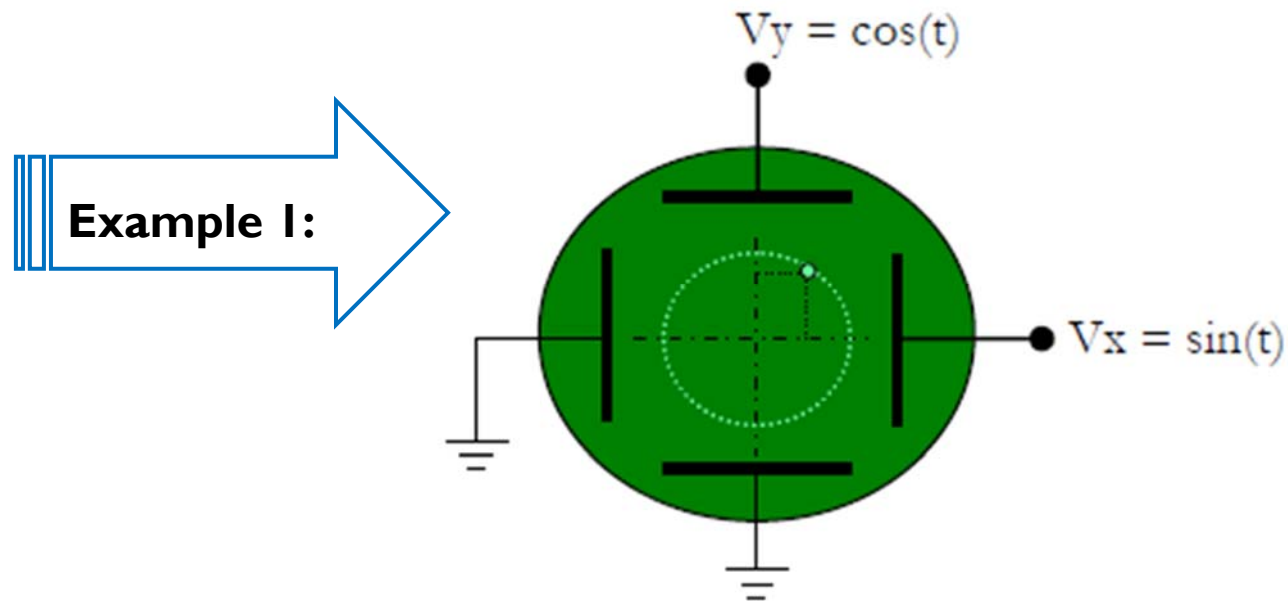 Vy = cos(t)
Example 1:
Vx = sin(t)